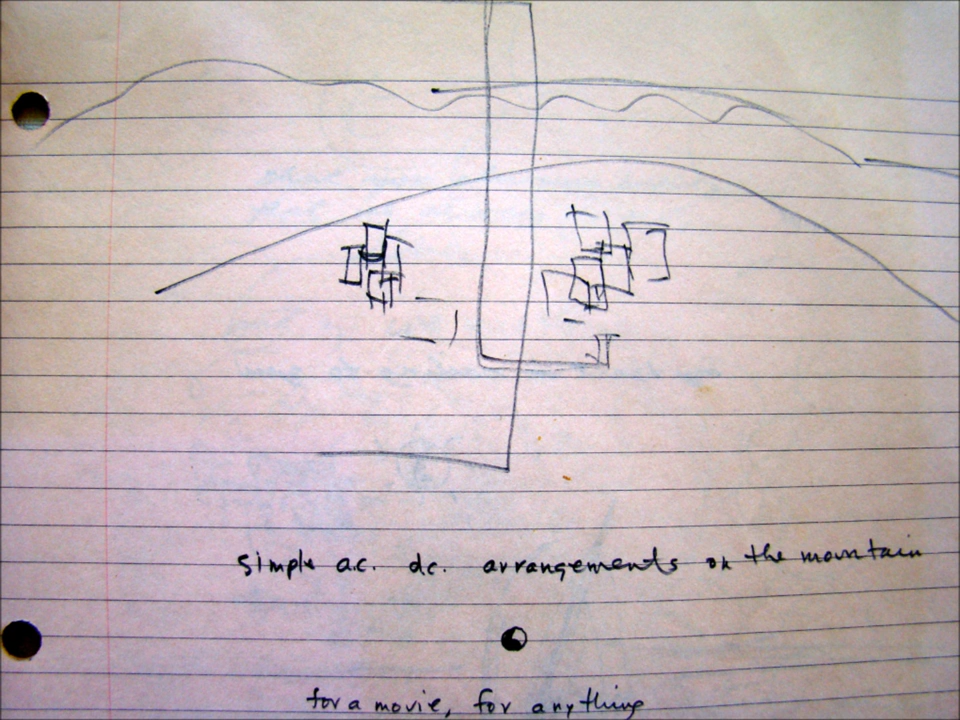 simple a.c. d.c. arrangements on the mountain
for a movie, for anything